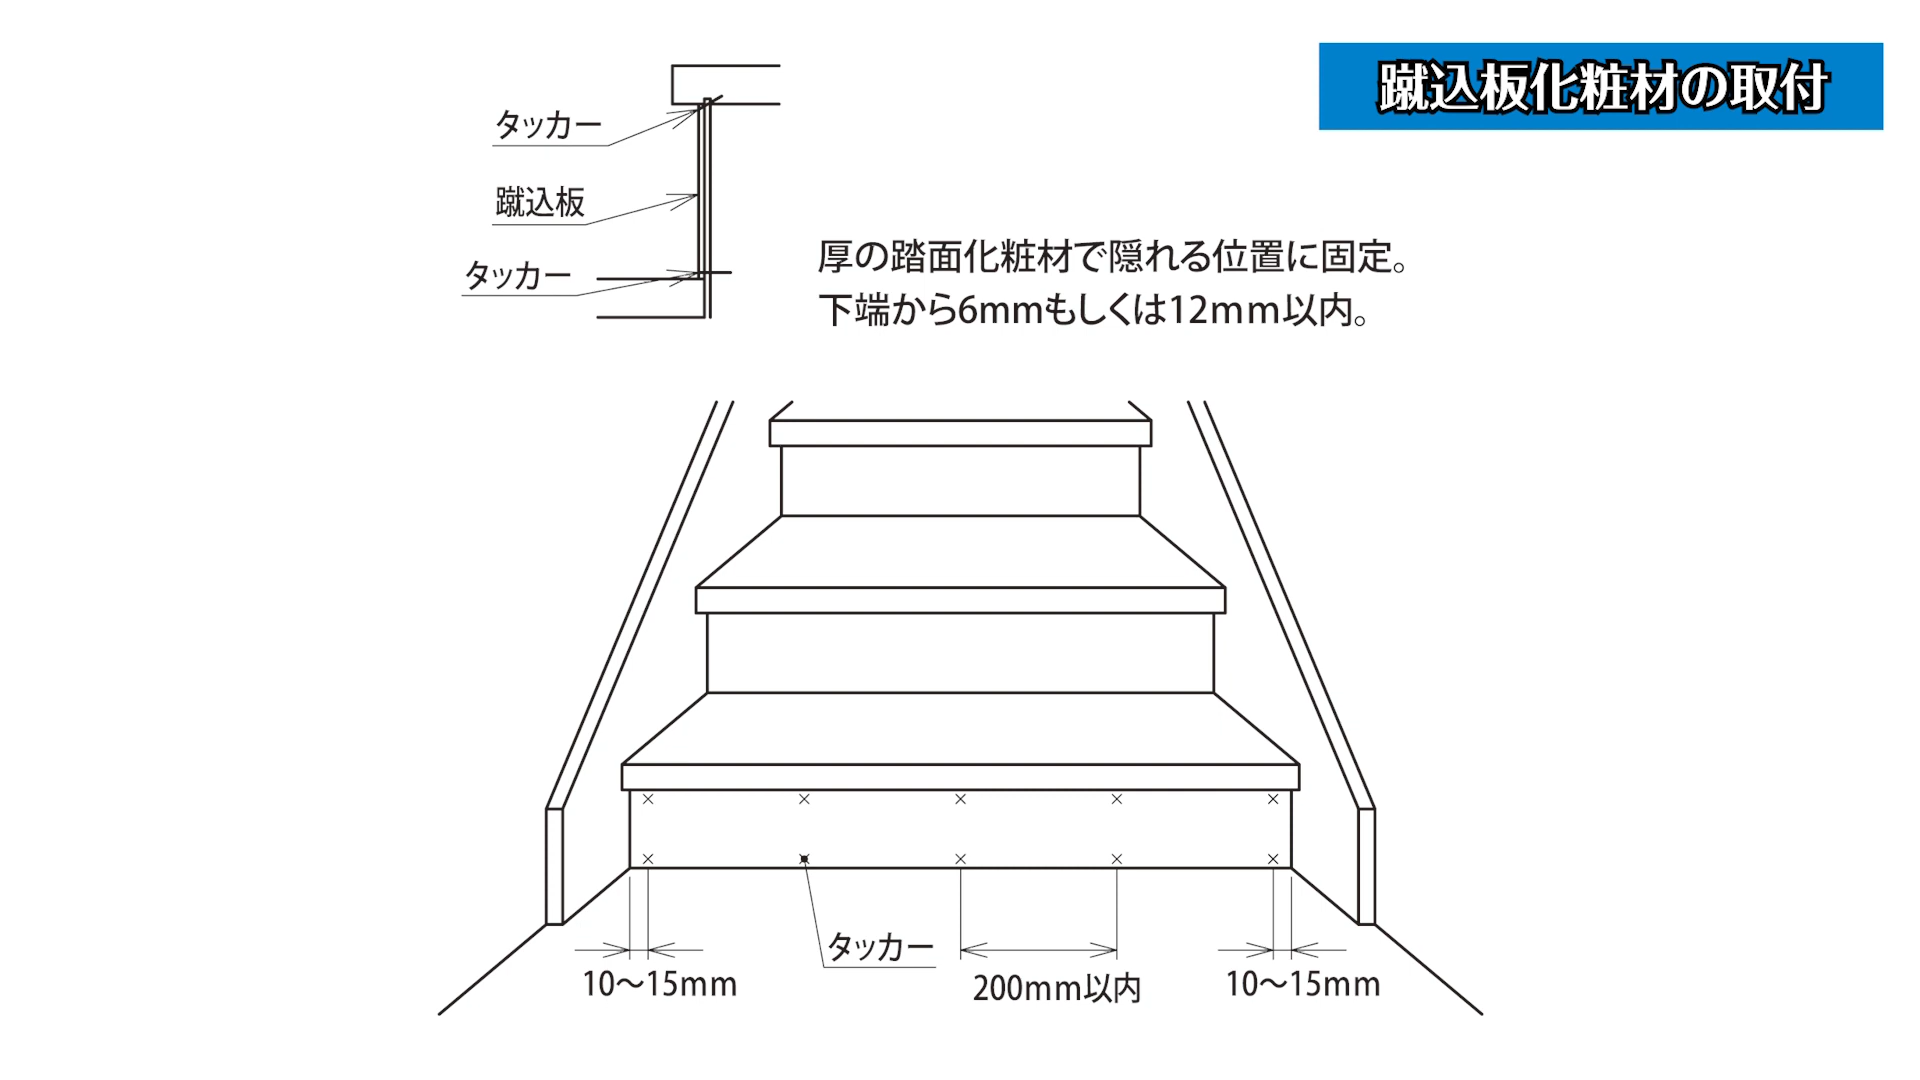 蹴込板化粧材の取付
タッカー
蹴込板
タッカー
厚の踏面化粧材で隠れる位置に固定。
下端から6mmもしくは12mm以内。
タッカー
10～15mm
200mm以内
10～15mm